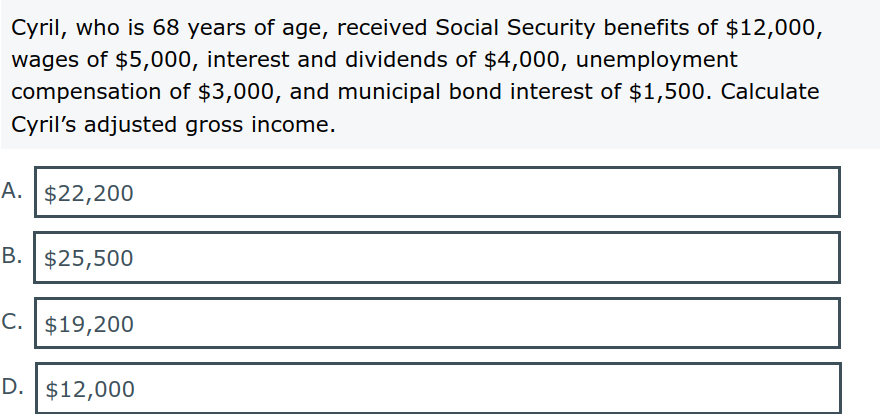 Cyril, who is 68 years of age, received Social Security benefits of $12,000,
wages of $5,000, interest and dividends of $4,000, unemployment
compensation of $3,000, and municipal bond interest of $1,500. Calculate
Cyril’s adjusted gross income.
A. $22,200
B. $25,500
C. $19,200
D. $12,000